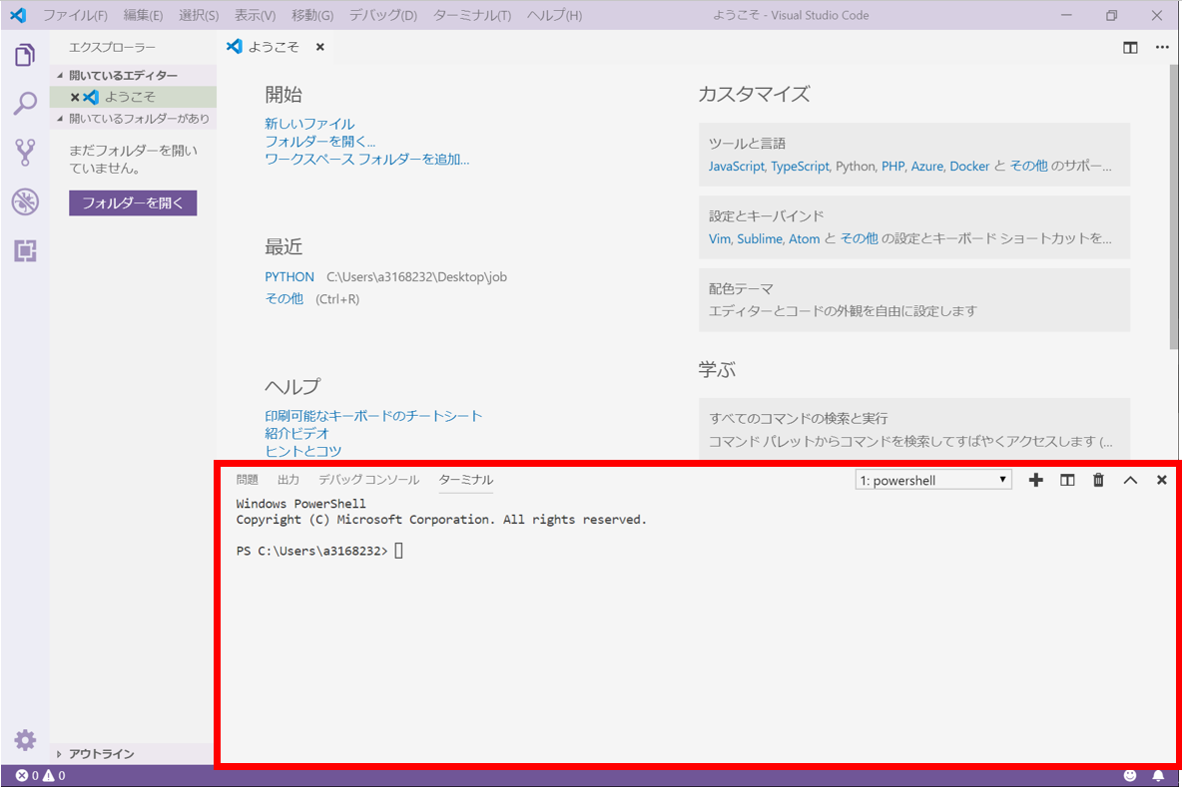 ファイル(F) 編集(E) 選択(S) 表示(V) 移動(G) デバッグ(D) ターミナル(T) ヘルプ(H) ようこそ - Visual Studio Code
エクスプローラー
開いているエディター
ようこそ
開いているフォルダーがあり
まだフォルダーを開い
ていません。
フォルダーを開く
アウトライン
ようこそ
開始
新しいファイル
フォルダーを開く...
ワークスペース フォルダーを追加...
最近
PYTHON C:\Users\a3168232\Desktop\job
その他 (Ctrl+R)
ヘルプ
印刷可能なキーボードのチートシート
紹介ビデオ
ヒントとコツ
カスタマイズ
ツールと言語
JavaScript, TypeScript, Python, PHP, Azure, Docker と その他 のサポー...
設定とキーバインド
Vim, Sublime, Atom と その他 の設定とキーボード ショートカットを...
配色テーマ
エディターとコードの外観を自由に設定します
学ぶ
すべてのコマンドの検索と実行
コマンド パレットからコマンドを検索してすばやくアクセスします (...
問題 出力 デバッグ コンソール ターミナル 1: powershell
Windows PowerShell
Copyright (C) Microsoft Corporation. All rights reserved.
PS C:\Users\a3168232>
0 0